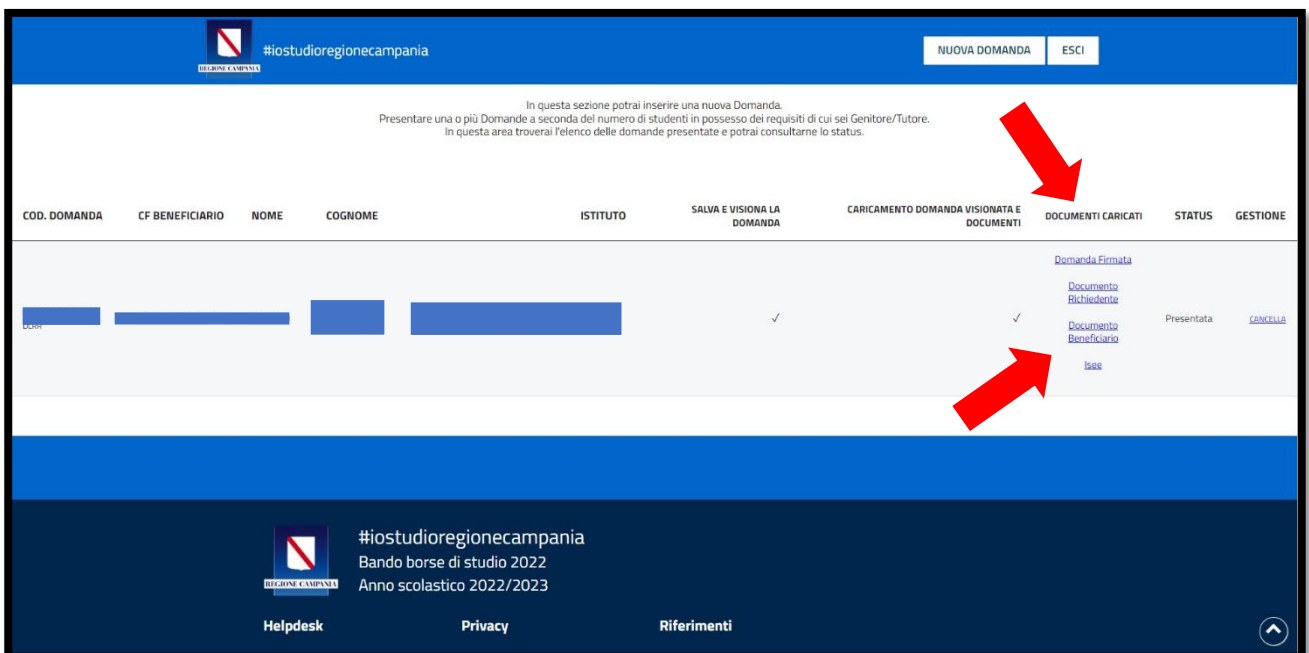 REGIONE CAMPANIA
#iostudioregionecampania
NUOVA DOMANDA
ESCI
In questa sezione potrai inserire una nuova Domanda.
Presentare una o più Domande a seconda del numero di studenti in possesso dei requisiti di cui sei Genitore/Tutore.
In questa area troverai l'elenco delle domande presentate e potrai consultarne lo status.
COD. DOMANDA
CF BENEFICIARIO
NOME
COGNOME
ISTITUTO
SALVA E VISIONA LA
DOMANDA
CARICAMENTO DOMANDA VISIONATA E
DOCUMENTI
DOCUMENTI CARICATI
STATUS
GESTIONE
✓
✓
Domanda Firmata
Documento
Richiedente
Documento
Beneficiario
Isee
Presentata
CANCELLA
REGIONE CAMPANIA
#iostudioregionecampania
Bando borse di studio 2022
Anno scolastico 2022/2023
Helpdesk
Privacy
Riferimenti